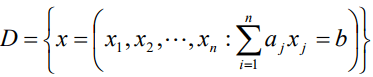 D = { x = ( x₁, x₂, ⋯, xₙ : ∑ᵢ₌₁ⁿ aⱼxⱼ = b ) }